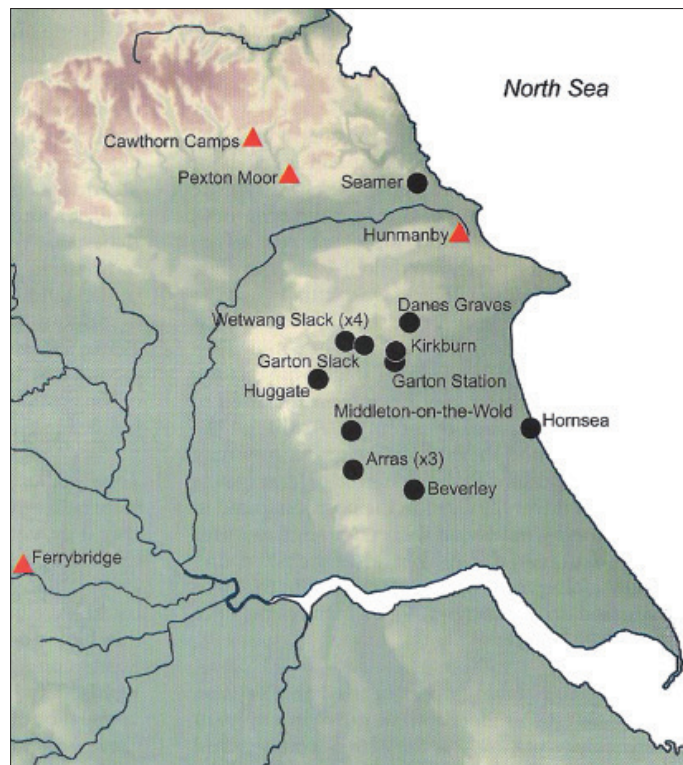 North Sea
Cawthorn Camps
Pexton Moor
Seamer
Hunmanby
Danes Graves
Wetwang Slack (x4)
Kirkburn
Garton Slack
Garton Station
Huggate
Middleton-on-the-Wold
Hornsea
Arras (x3)
Beverley
Ferrybridge